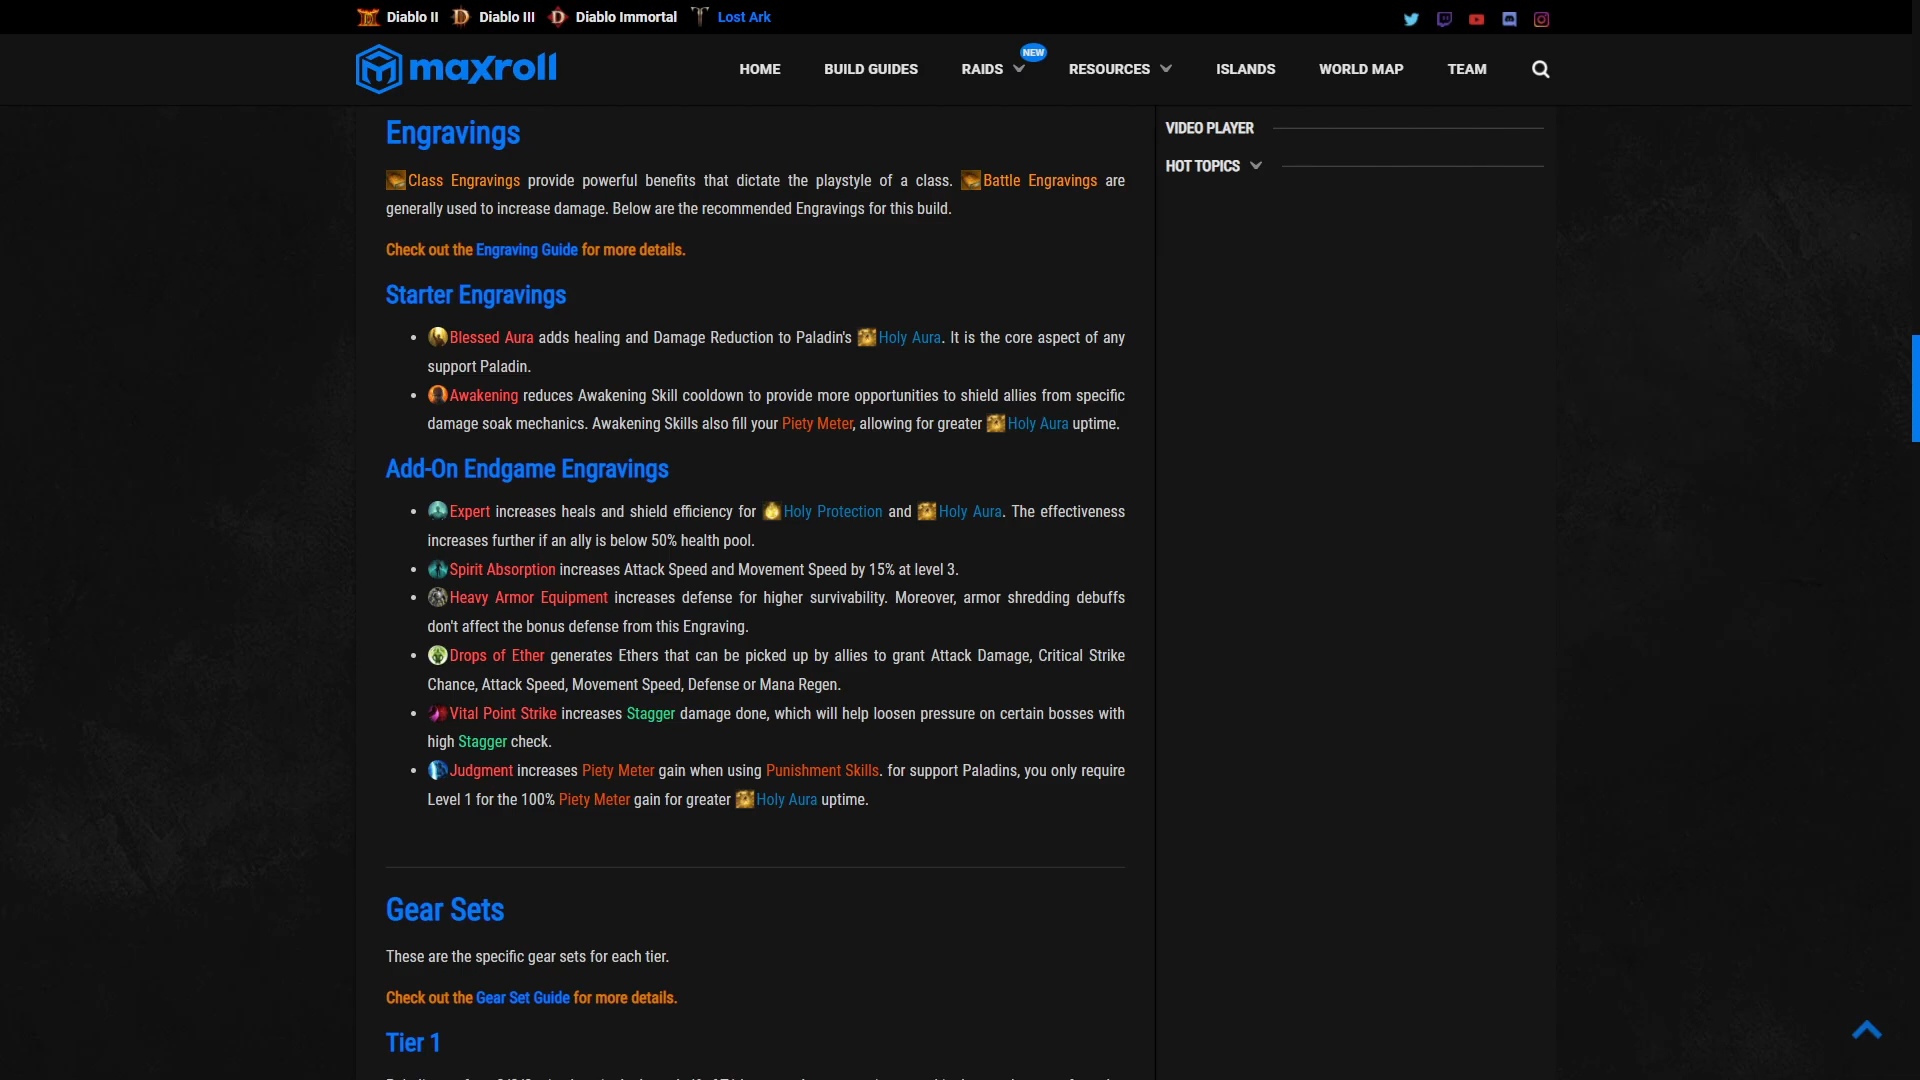 Diablo II Diablo III Diablo Immortal Lost Ark
maxroll
HOME BUILD GUIDES RAIDS NEW RESOURCES ISLANDS WORLD MAP TEAM
Engravings
Class Engravings provide powerful benefits that dictate the playstyle of a class. Battle Engravings are
generally used to increase damage. Below are the recommended Engravings for this build.
Check out the Engraving Guide for more details.
Starter Engravings
Blessed Aura adds healing and Damage Reduction to Paladin's Holy Aura. It is the core aspect of any
support Paladin.
Awakening reduces Awakening Skill cooldown to provide more opportunities to shield allies from specific
damage soak mechanics. Awakening Skills also fill your Piety Meter, allowing for greater Holy Aura uptime.
Add-On Endgame Engravings
Expert increases heals and shield efficiency for Holy Protection and Holy Aura. The effectiveness
increases further if an ally is below 50% health pool.
Spirit Absorption increases Attack Speed and Movement Speed by 15% at level 3.
Heavy Armor Equipment increases defense for higher survivability. Moreover, armor shredding debuffs
don't affect the bonus defense from this Engraving.
Drops of Ether generates Ethers that can be picked up by allies to grant Attack Damage, Critical Strike
Chance, Attack Speed, Movement Speed, Defense or Mana Regen.
Vital Point Strike increases Stagger damage done, which will help loosen pressure on certain bosses with
high Stagger check.
Judgment increases Piety Meter gain when using Punishment Skills. for support Paladins, you only require
Level 1 for the 100% Piety Meter gain for greater Holy Aura uptime.
Gear Sets
These are the specific gear sets for each tier.
Check out the Gear Set Guide for more details.
Tier 1
VIDEO PLAYER
HOT TOPICS